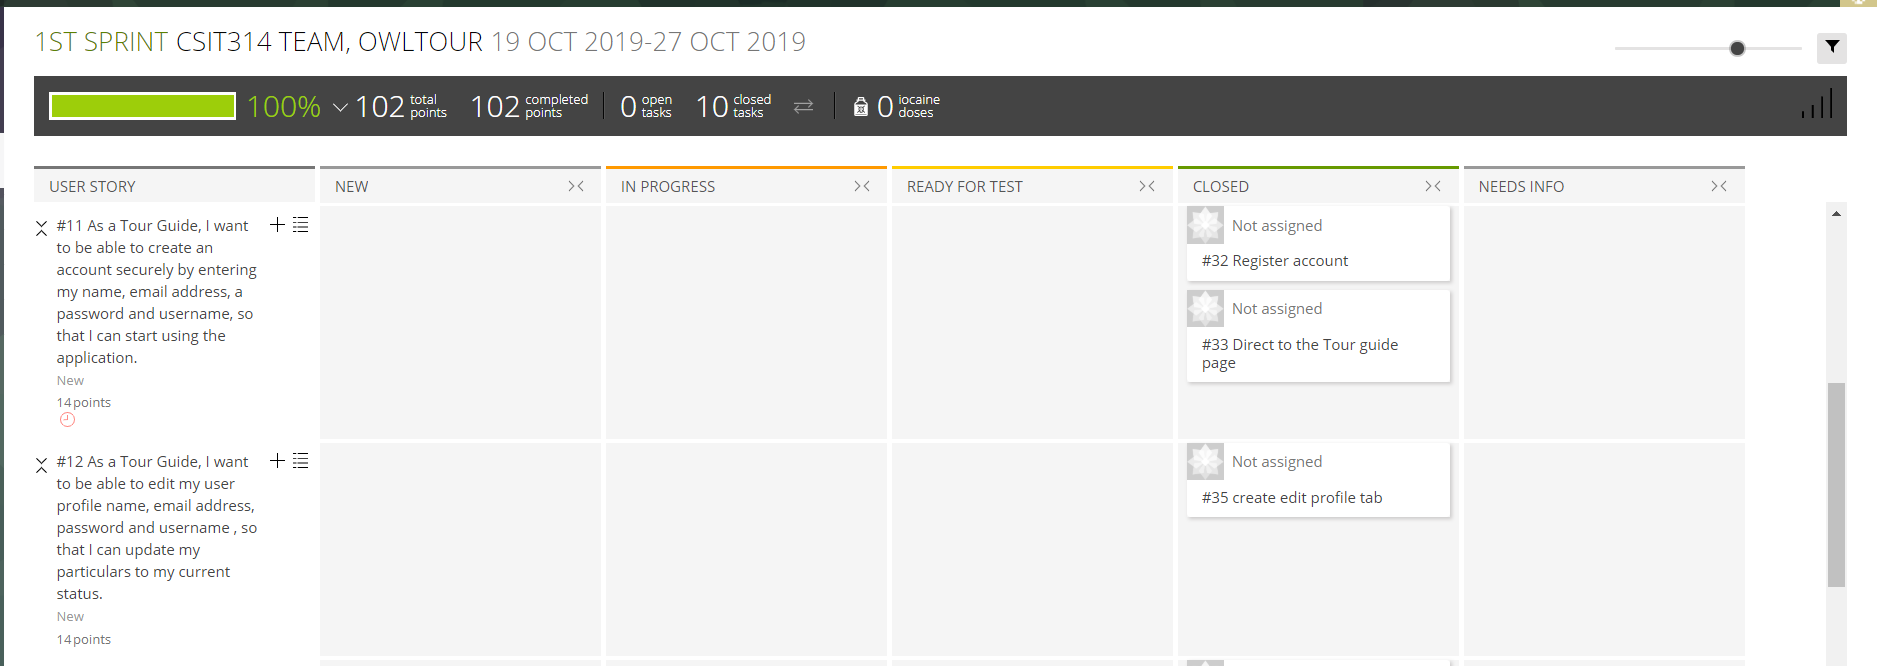 1ST SPRINT CSIT314 TEAM, OWLTOUR 19 OCT 2019-27 OCT 2019
100% 102 total points 102 completed points 0 open tasks 10 closed tasks 0 iocaine doses
USER STORY NEW IN PROGRESS READY FOR TEST CLOSED NEEDS INFO
#11 As a Tour Guide, I want
to be able to create an
account securely by entering
my name, email address, a
password and username, so
that I can start using the
application.
New
14 points
Not assigned
#32 Register account
Not assigned
#33 Direct to the Tour guide
page
#12 As a Tour Guide, I want
to be able to edit my user
profile name, email address,
password and username , so
that I can update my
particulars to my current
status.
New
14 points
Not assigned
#35 create edit profile tab